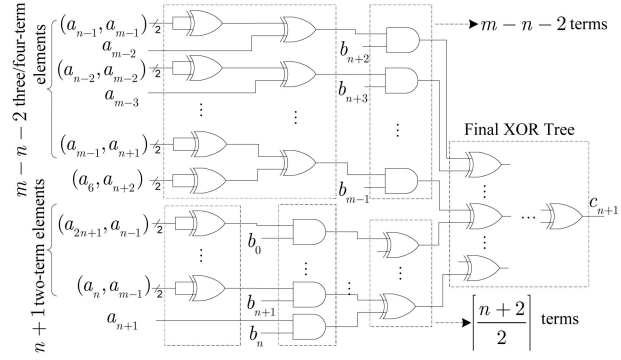 m − n − 2 three/four-term elements
(a_{n−1}, a_{m−1}) 2
a_{m−2}
(a_{n−2}, a_{m−2}) 2
a_{m−3}
(a_{m−1}, a_{n+1}) 2
(a_6, a_{n+2}) 2
b_{n+2}
b_{n+3}
b_{m−1}
m − n − 2 terms
n + 1 two-term elements
(a_{2n+1}, a_{n−1}) 2
(a_n, a_{m−1}) 2
a_{n+1}
b_0
b_{n+1}
b_n
Final XOR Tree
c_{n+1}
⌈(n + 2)/2⌉ terms